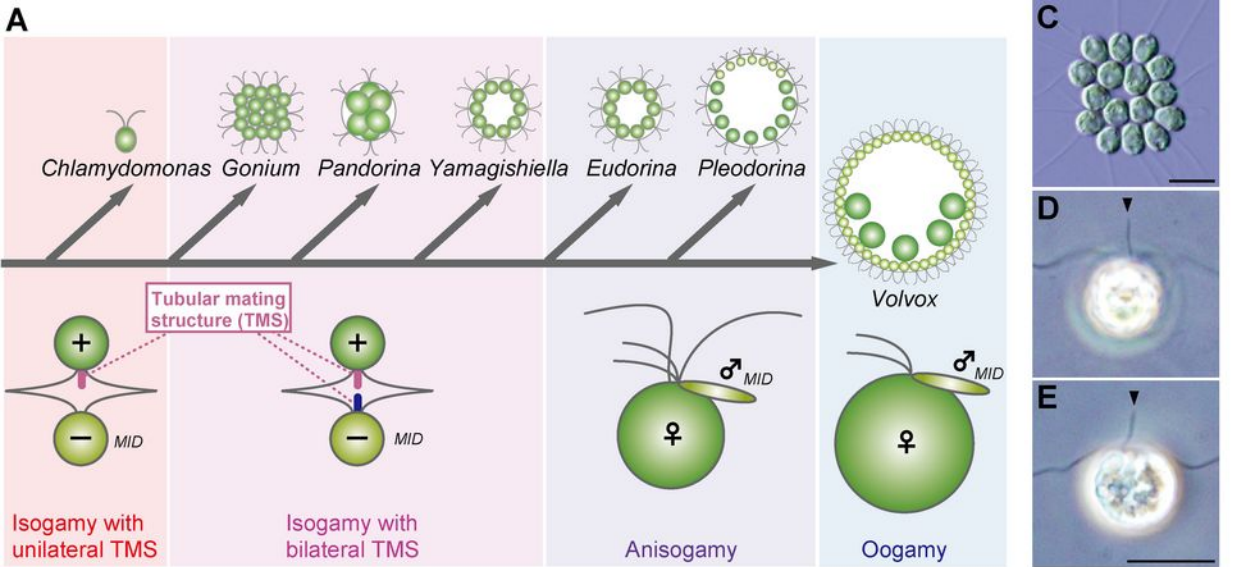 A
Chlamydomonas Gonium Pandorina Yamagishiella Eudorina Pleodorina
Volvox
Tubular mating
structure (TMS)
+ + ♂ MID ♂ MID
− MID − MID ♀ ♀
Isogamy with
unilateral TMS
Isogamy with
bilateral TMS
Anisogamy
Oogamy
C
D
E